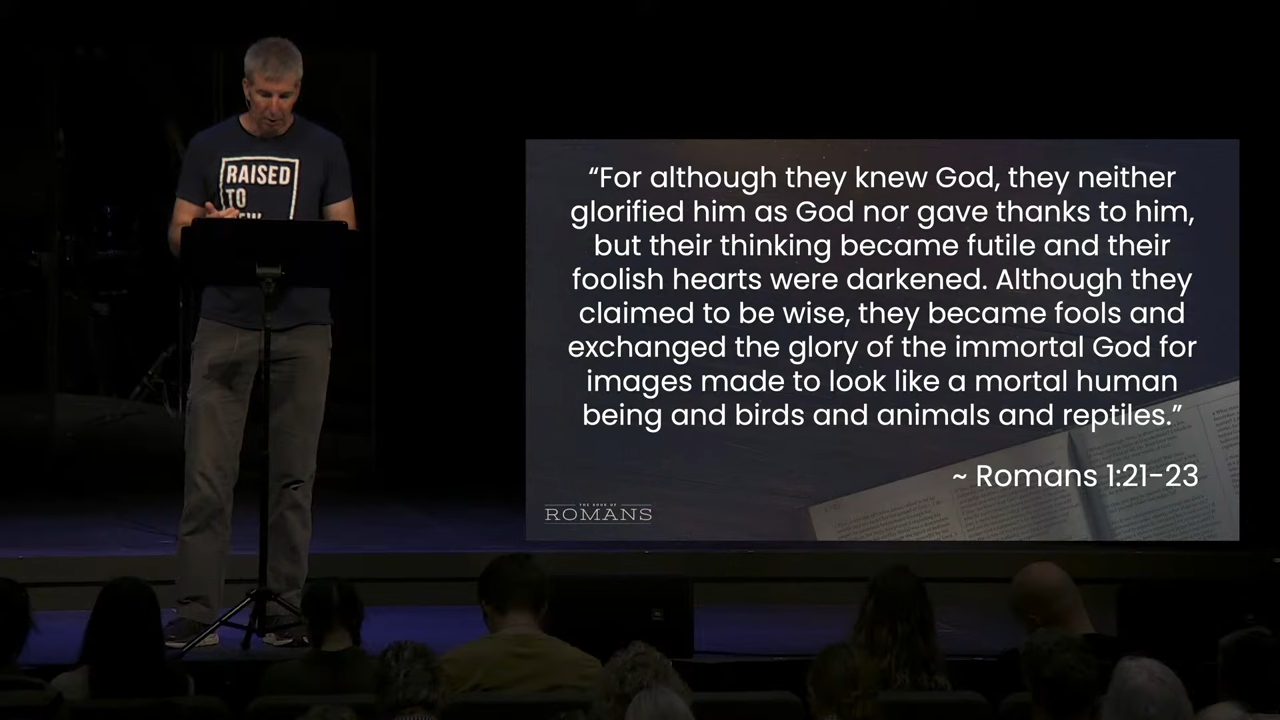 RAISED
TO
“For although they knew God, they neither
glorified him as God nor gave thanks to him,
but their thinking became futile and their
foolish hearts were darkened. Although they
claimed to be wise, they became fools and
exchanged the glory of the immortal God for
images made to look like a mortal human
being and birds and animals and reptiles.”
~ Romans 1:21-23
THE BOOK OF
ROMANS